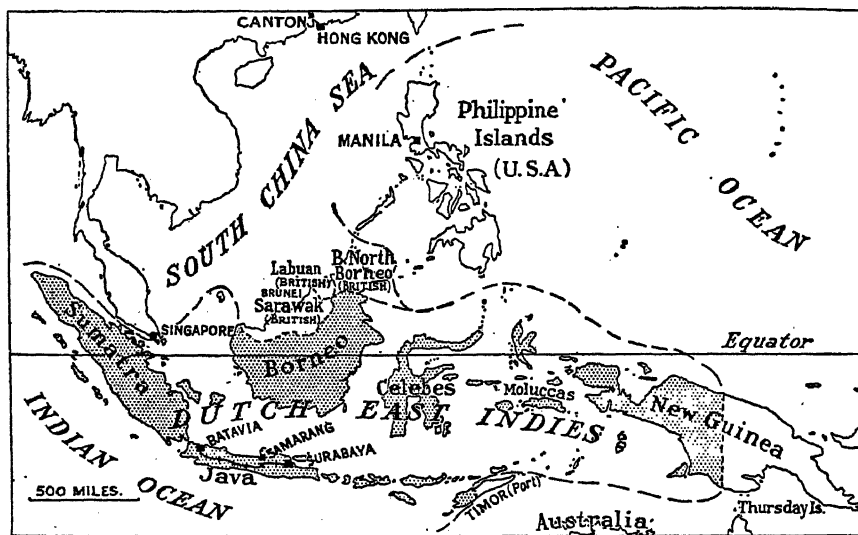 CANTON
HONG KONG
PACIFIC OCEAN
SOUTH CHINA SEA
Philippine
Islands
(U.S.A)
MANILA
B/North
Borneo
(BRITISH)
Labuan
(BRITISH)
BRUNEI
Sarawak
(BRITISH)
SINGAPORE
Sumatra
Borneo
Equator
Celebes
Moluccas
New Guinea
DUTCH EAST INDIES
BATAVIA
SAMARANG
SURABAYA
Java
INDIAN OCEAN
500 MILES.
TIMOR (Port)
Thursday Is.
Australia